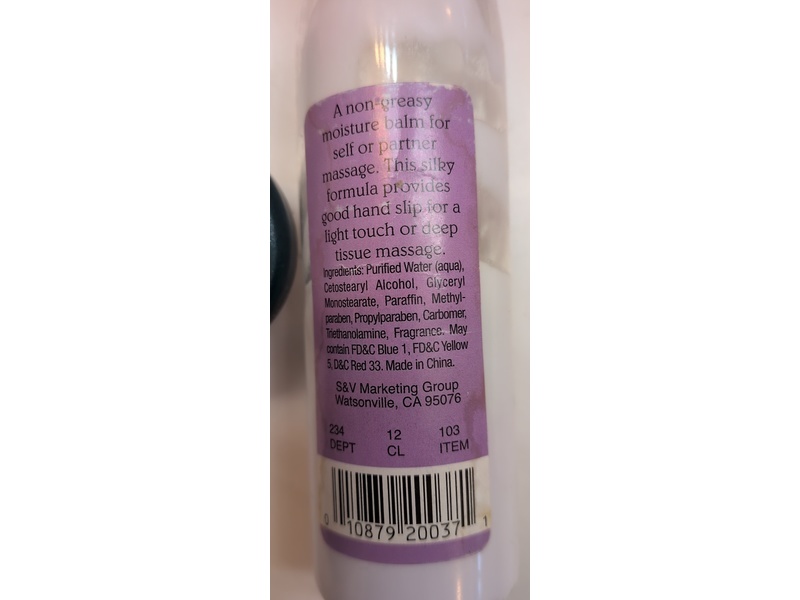 A non-greasy
moisture balm for
self or partner
massage. This silky
formula provides
good hand slip for a
light touch or deep
tissue massage.
Ingredients: Purified Water (aqua),
Cetostearyl Alcohol, Glyceryl
Monostearate, Paraffin, Methyl-
paraben, Propylparaben, Carbomer,
Triethanolamine, Fragrance. May
contain FD&C Blue 1, FD&C Yellow
5, D&C Red 33. Made in China.
S&V Marketing Group
Watsonville, CA 95076
234 12 103
DEPT CL ITEM
0 10879 20037 1